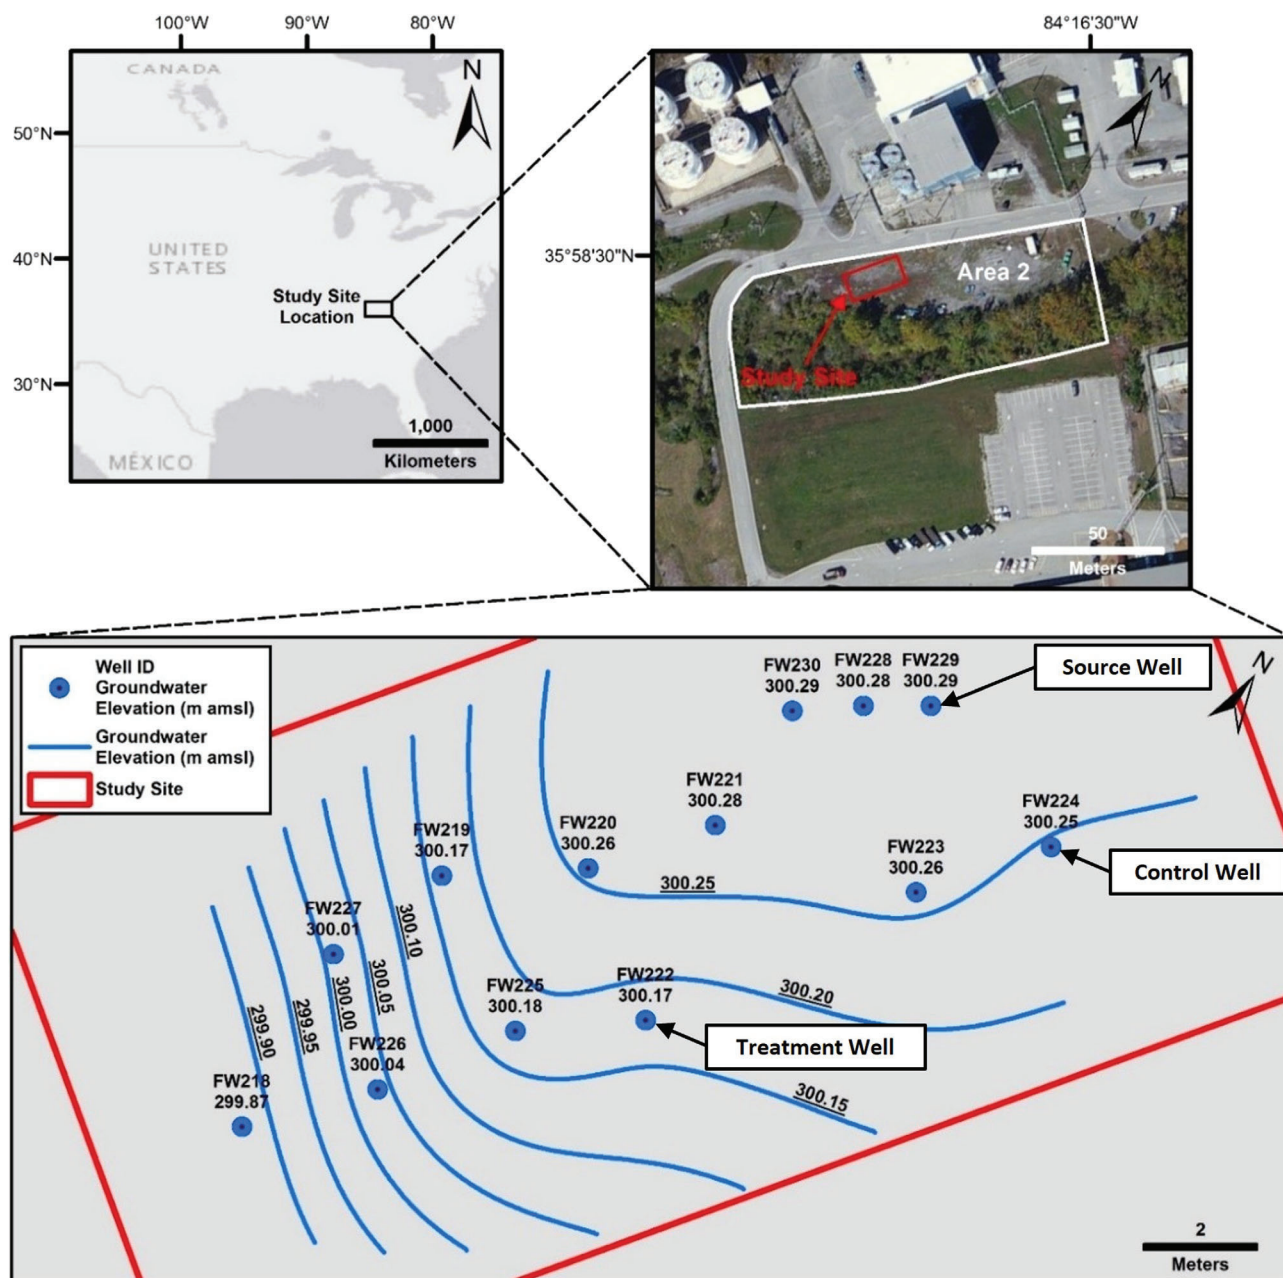 100°W
90°W
80°W
84°16'30"W
N
CANADA
50°N
40°N
30°N
UNITED
STATES
Study Site
Location
1,000
Kilometers
MÉXICO
N
35°58'30"N
Area 2
Study Site
50
Meters
Well ID
Groundwater
Elevation (m amsl)
Groundwater
Elevation (m amsl)
Study Site
FW230
300.29
FW228
300.28
FW229
300.29
Source Well
N
FW221
300.28
FW224
300.25
FW219
300.17
FW220
300.26
FW223
300.26
Control Well
300.25
FW227
300.01
300.10
300.05
300.00
FW225
300.18
FW222
300.17
300.20
299.90
299.95
Treatment Well
FW226
300.04
FW218
299.87
300.15
2
Meters